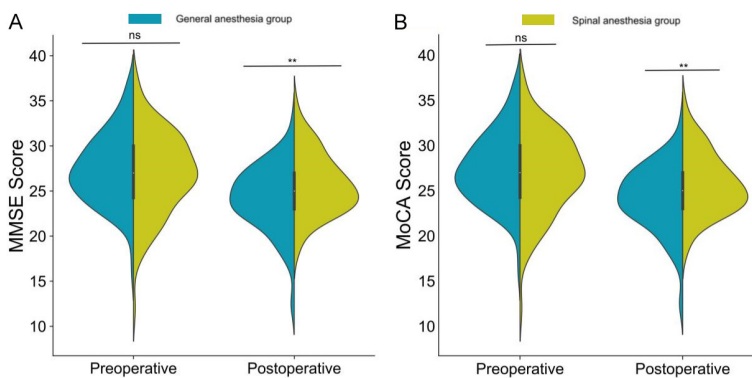 A
General anesthesia group
ns
**
MMSE Score
40
35
30
25
20
15
10
Preoperative
Postoperative
B
Spinal anesthesia group
ns
**
MoCA Score
40
35
30
25
20
15
10
Preoperative
Postoperative